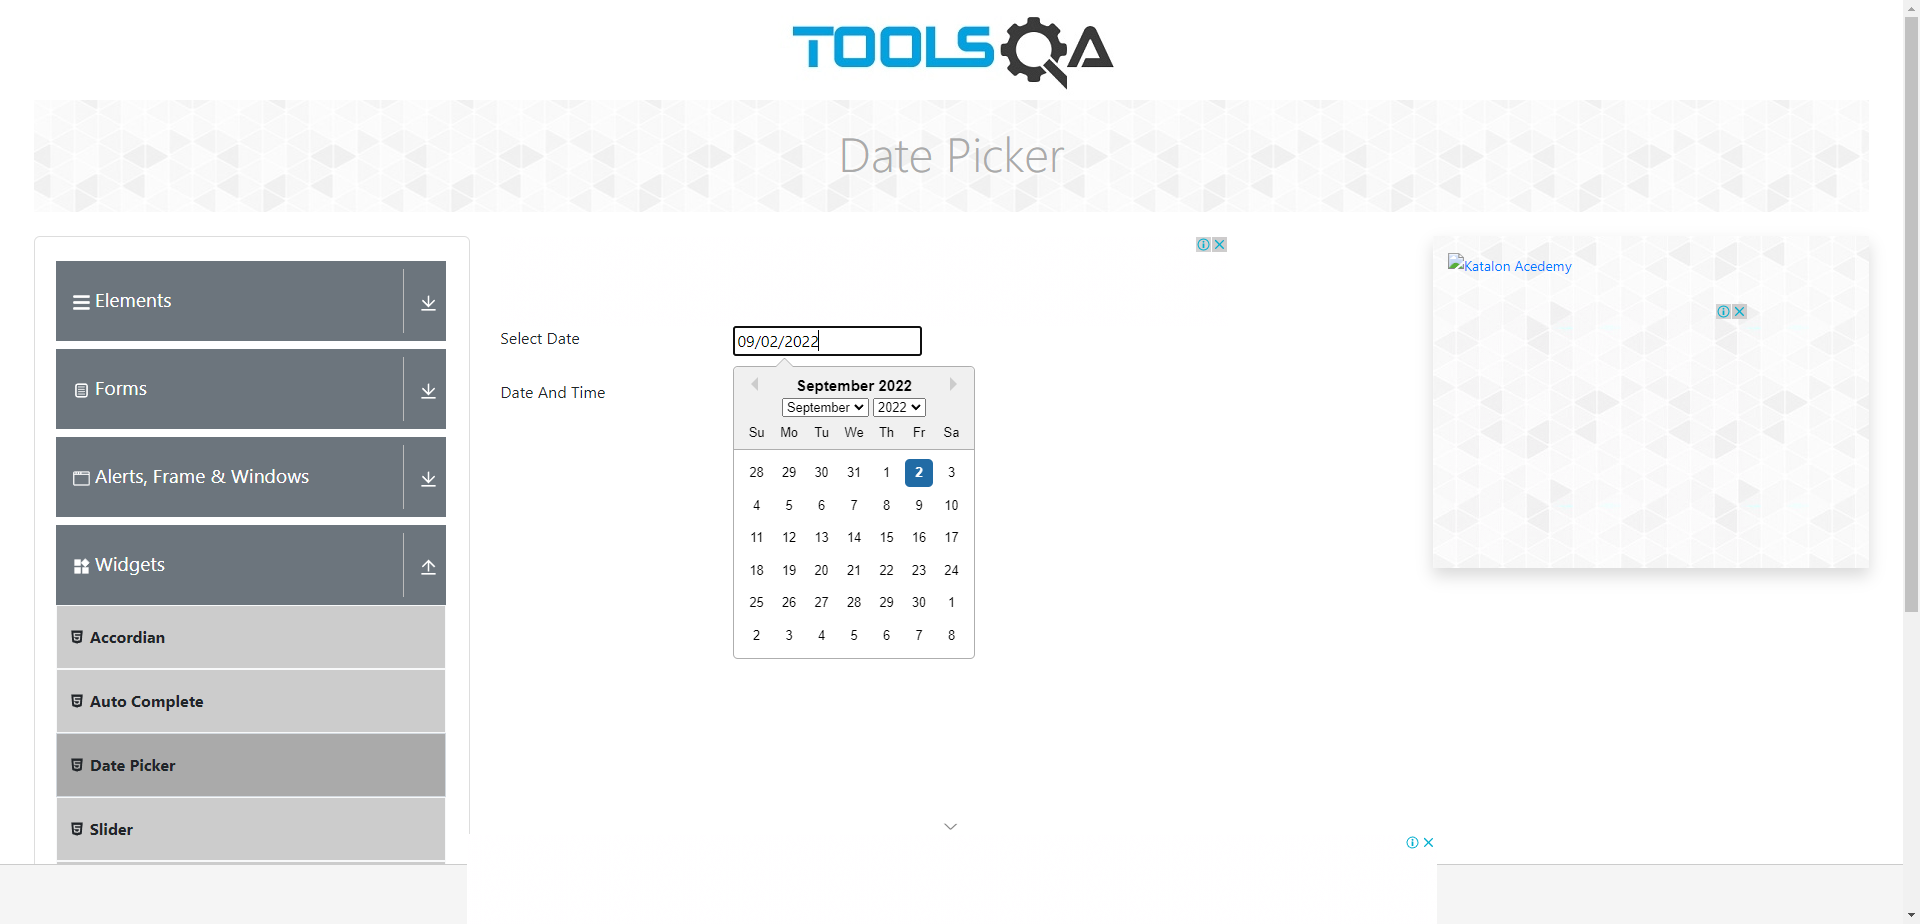 TOOLSQA
Date Picker
Elements
Forms
Alerts, Frame & Windows
Widgets
Accordian
Auto Complete
Date Picker
Slider
Select Date
09/02/2022
Date And Time
September 2022
September 2022
Su Mo Tu We Th Fr Sa
28 29 30 31 1 2 3
4 5 6 7 8 9 10
11 12 13 14 15 16 17
18 19 20 21 22 23 24
25 26 27 28 29 30 1
2 3 4 5 6 7 8
Katalon Acedemy